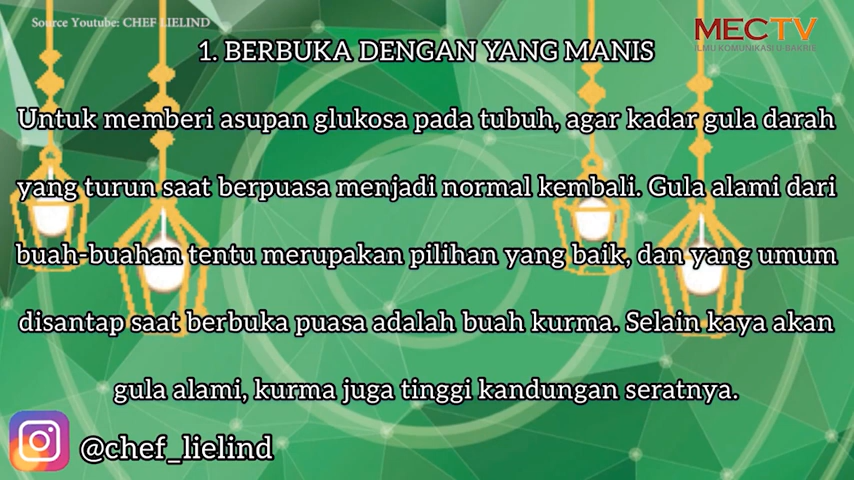 Source Youtube: CHEF LIELIND
MECTV
ILMU KOMUNIKASI U-BAKRIE
1. BERBUKA DENGAN YANG MANIS
Untuk memberi asupan glukosa pada tubuh, agar kadar gula darah
yang turun saat berpuasa menjadi normal kembali. Gula alami dari
buah-buahan tentu merupakan pilihan yang baik, dan yang umum
disantap saat berbuka puasa adalah buah kurma. Selain kaya akan
gula alami, kurma juga tinggi kandungan seratnya.
@chef_lielind